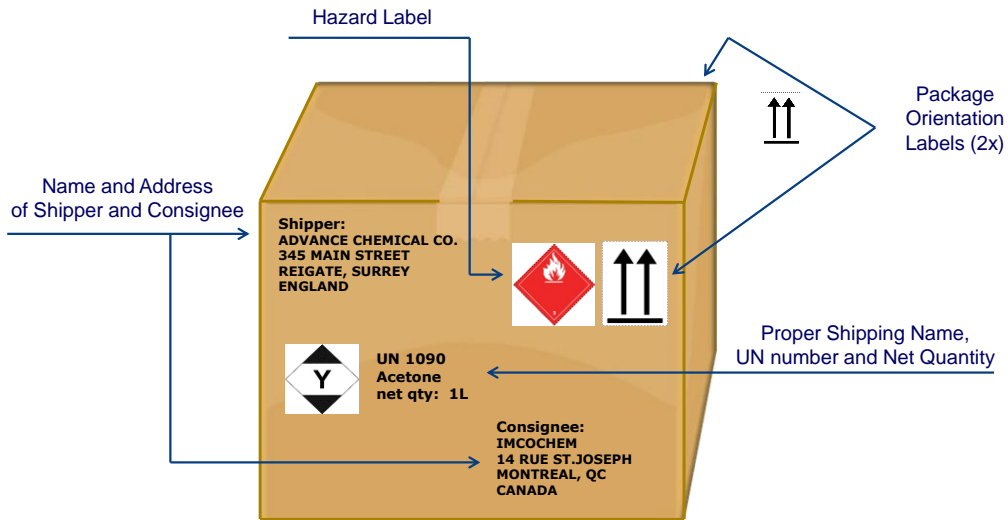 Hazard Label
Package
Orientation
Labels (2x)
Name and Address
of Shipper and Consignee
Shipper:
ADVANCE CHEMICAL CO.
345 MAIN STREET
REIGATE, SURREY
ENGLAND
3
Proper Shipping Name,
UN number and Net Quantity
Y
UN 1090
Acetone
net qty: 1L
Consignee:
IMCOCHEM
14 RUE ST.JOSEPH
MONTREAL, QC
CANADA